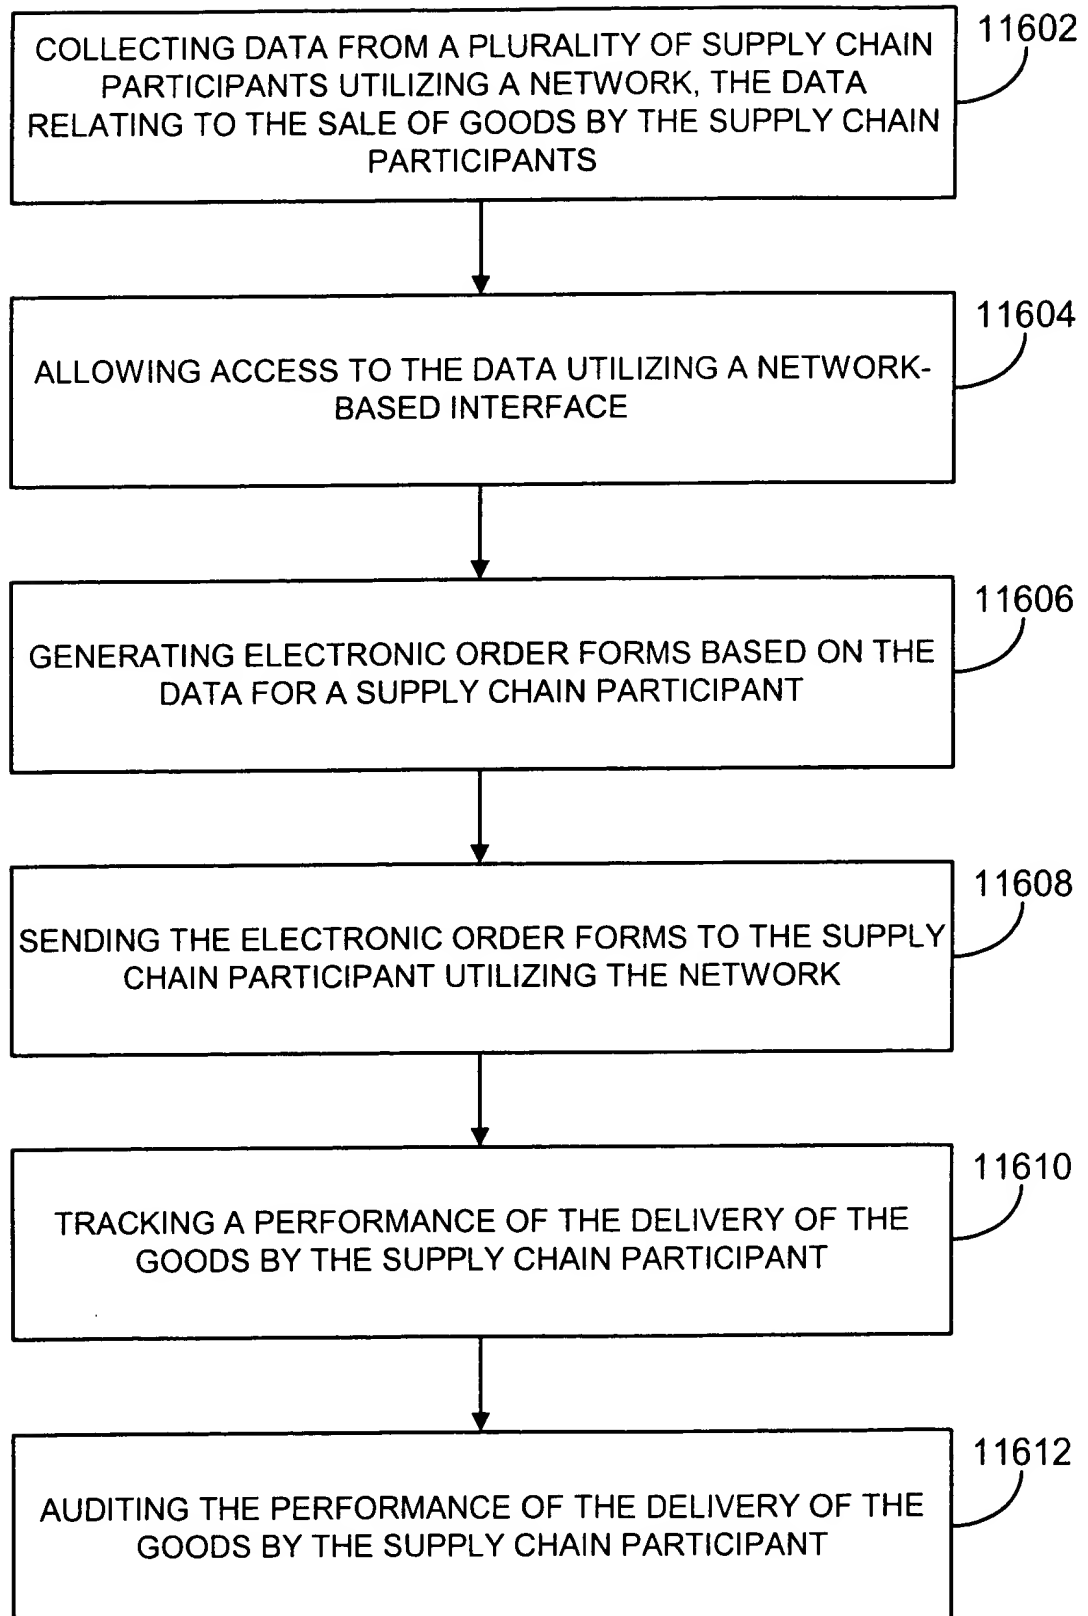 COLLECTING DATA FROM A PLURALITY OF SUPPLY CHAIN
PARTICIPANTS UTILIZING A NETWORK, THE DATA
RELATING TO THE SALE OF GOODS BY THE SUPPLY CHAIN
PARTICIPANTS
11602
ALLOWING ACCESS TO THE DATA UTILIZING A NETWORK-
BASED INTERFACE
11604
GENERATING ELECTRONIC ORDER FORMS BASED ON THE
DATA FOR A SUPPLY CHAIN PARTICIPANT
11606
SENDING THE ELECTRONIC ORDER FORMS TO THE SUPPLY
CHAIN PARTICIPANT UTILIZING THE NETWORK
11608
TRACKING A PERFORMANCE OF THE DELIVERY OF THE
GOODS BY THE SUPPLY CHAIN PARTICIPANT
11610
AUDITING THE PERFORMANCE OF THE DELIVERY OF THE
GOODS BY THE SUPPLY CHAIN PARTICIPANT
11612